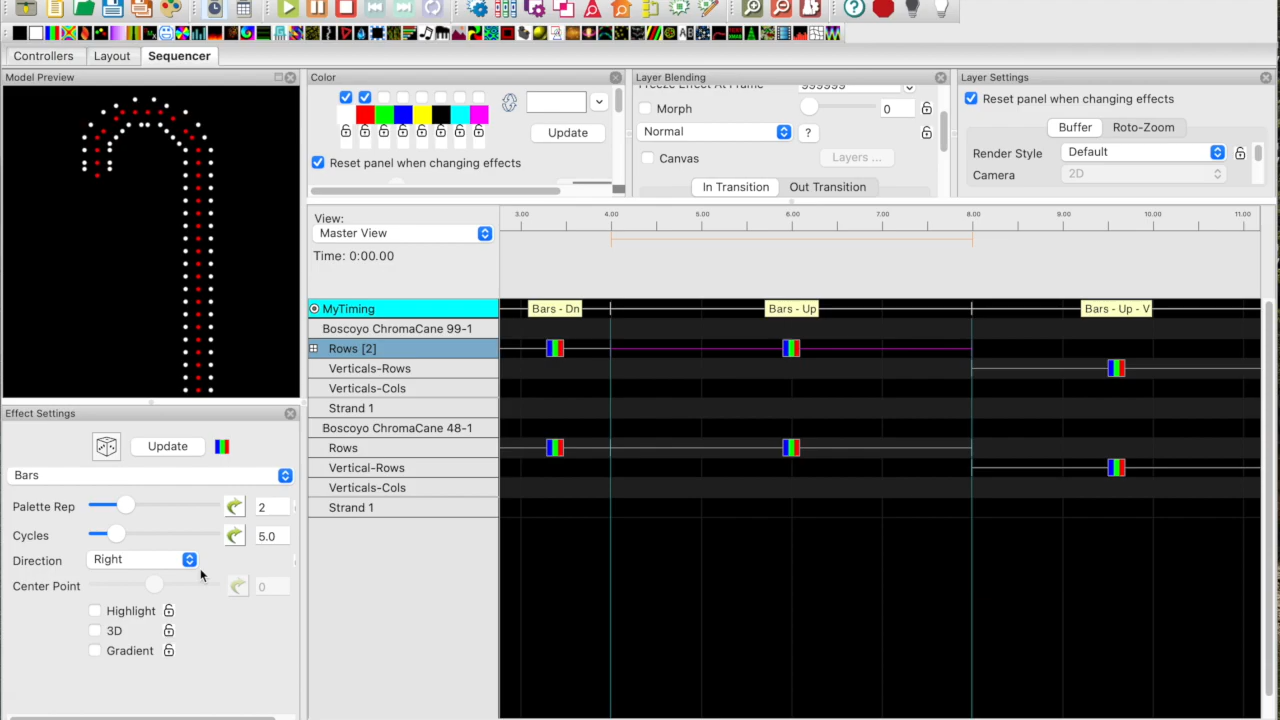 Controllers Layout Sequencer
Model Preview
Color
Update
Reset panel when changing effects
Layer Blending
Freeze Effect At Frame 999999
Morph 0
Normal ?
Canvas Layers ...
In Transition Out Transition
Layer Settings
Reset panel when changing effects
Buffer Roto-Zoom
Render Style Default
Camera 2D
View:
Master View
Time: 0:00.00
3.00 4.00 5.00 6.00 7.00 8.00 9.00 10.00 11.00
MyTiming Bars - Dn Bars - Up Bars - Up - V
Boscoyo ChromaCane 99-1
Rows [2]
Verticals-Rows
Verticals-Cols
Strand 1
Boscoyo ChromaCane 48-1
Rows
Vertical-Rows
Verticals-Cols
Strand 1
Effect Settings
Update
Bars
Palette Rep 2
Cycles 5.0
Direction Right
Center Point 0
Highlight
3D
Gradient